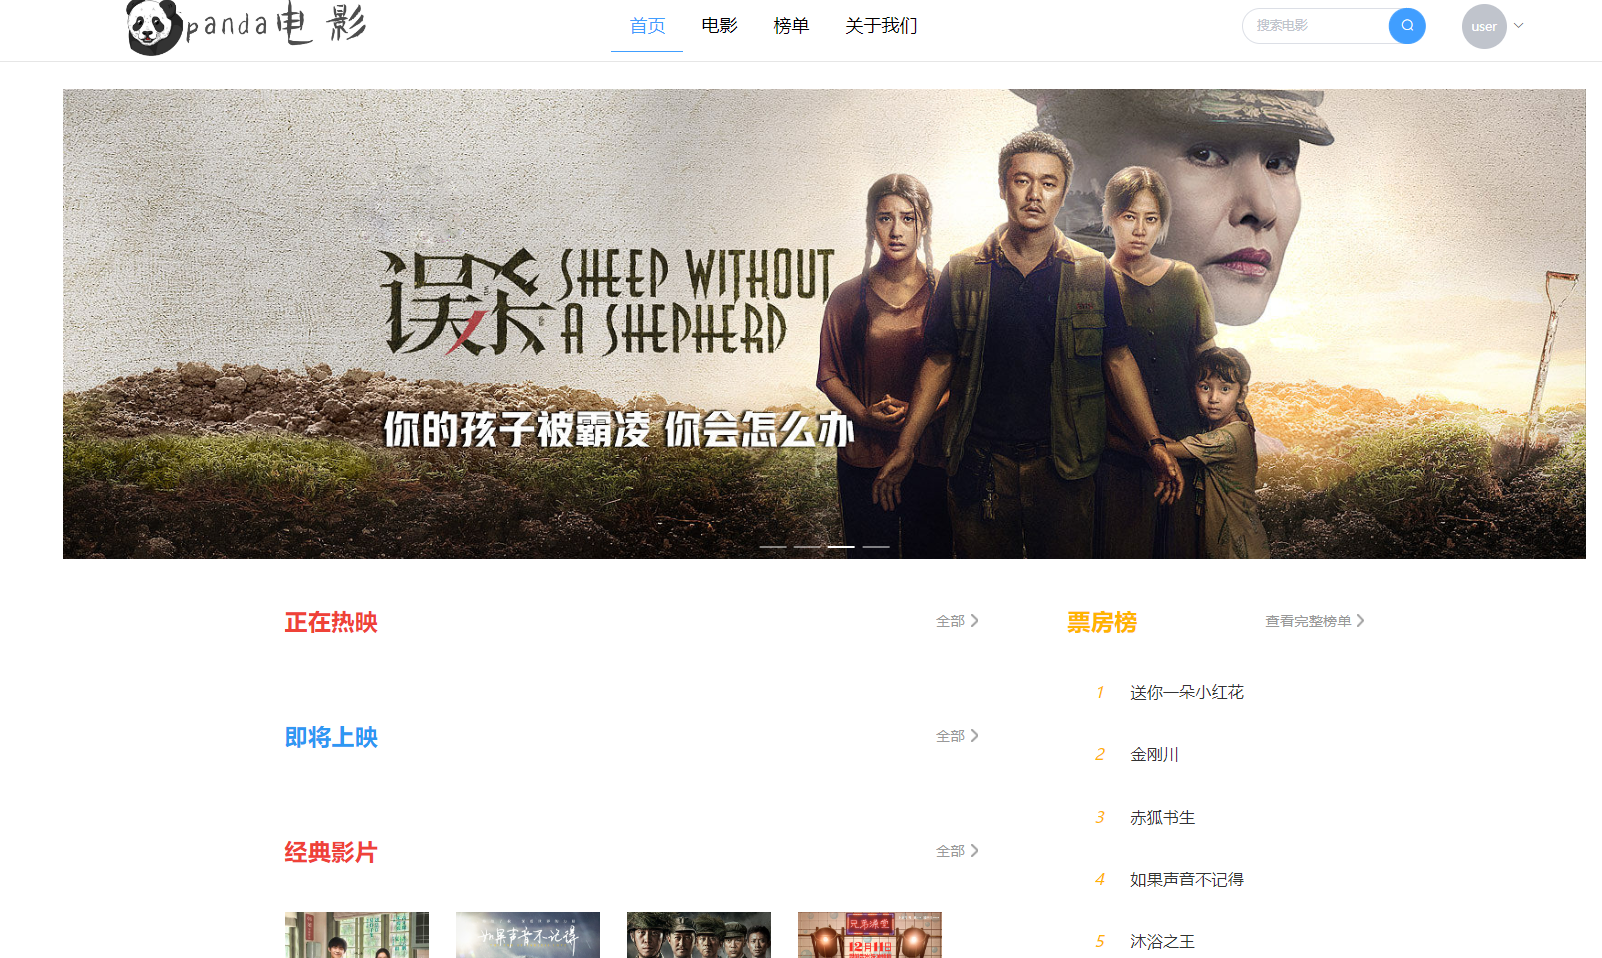 panda电影
首页
电影
榜单
关于我们
搜索电影
user
误杀 SHEEP WITHOUT
A SHEPHERD
你的孩子被霸凌 你会怎么办
正在热映
全部
即将上映
全部
经典影片
全部
如果声音不记得
兄弟澡堂
12月11日
票房榜
查看完整榜单
1 送你一朵小红花
2 金刚川
3 赤狐书生
4 如果声音不记得
5 沐浴之王